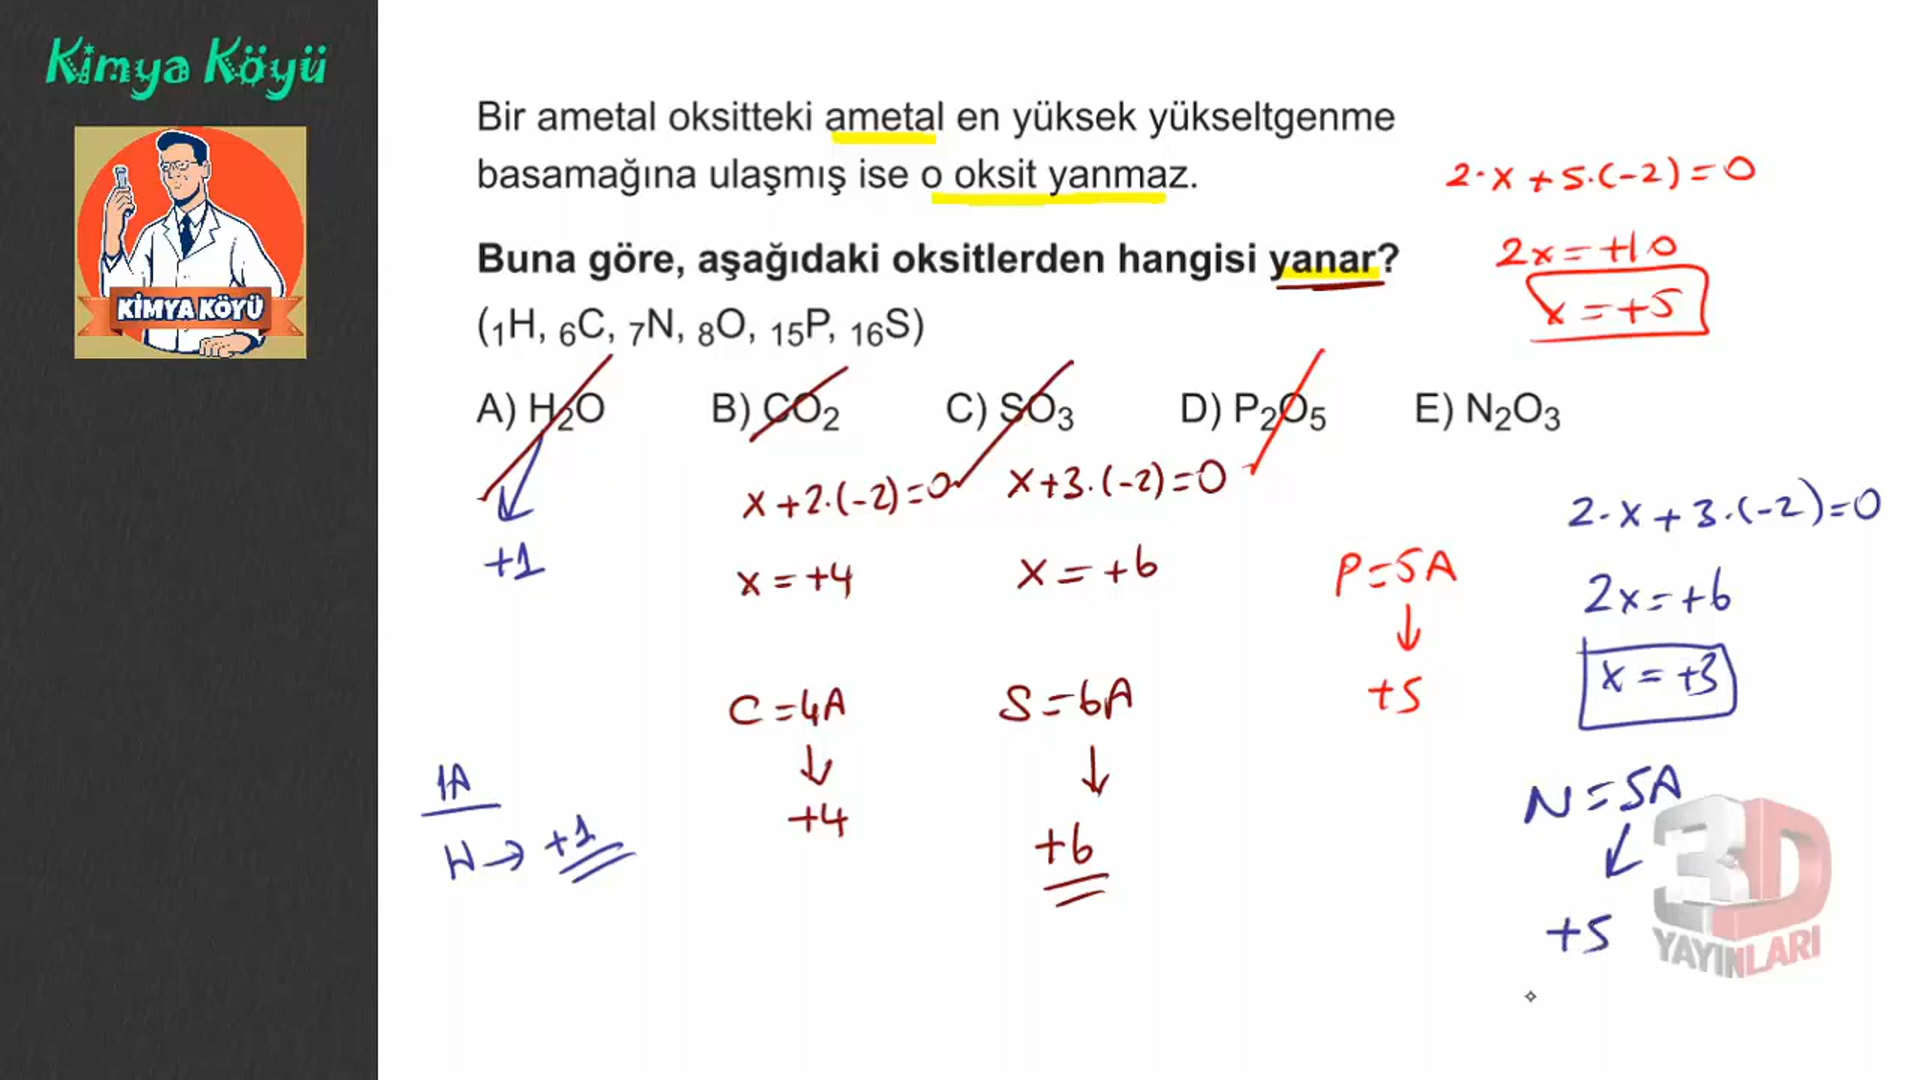 Kimya Köyü
KİMYA KÖYÜ
Bir ametal oksitteki ametal en yüksek yükseltgenme
basamağına ulaşmış ise o oksit yanmaz.
Buna göre, aşağıdaki oksitlerden hangisi yanar?
(₁H, ₆C, ₇N, ₈O, ₁₅P, ₁₆S)
A) H₂O B) CO₂ C) SO₃ D) P₂O₅ E) N₂O₃
2·x+5·(-2)=0
2x=+10
x=+5
+1
x+2·(-2)=0
x=+4
C=4A
↓
+4
x+3·(-2)=0
x=+6
S=6A
↓
+6
P=5A
↓
+5
2·x+3·(-2)=0
2x=+6
x=+3
N=5A
+5
1A
H→+1
3D
YAYINLARI